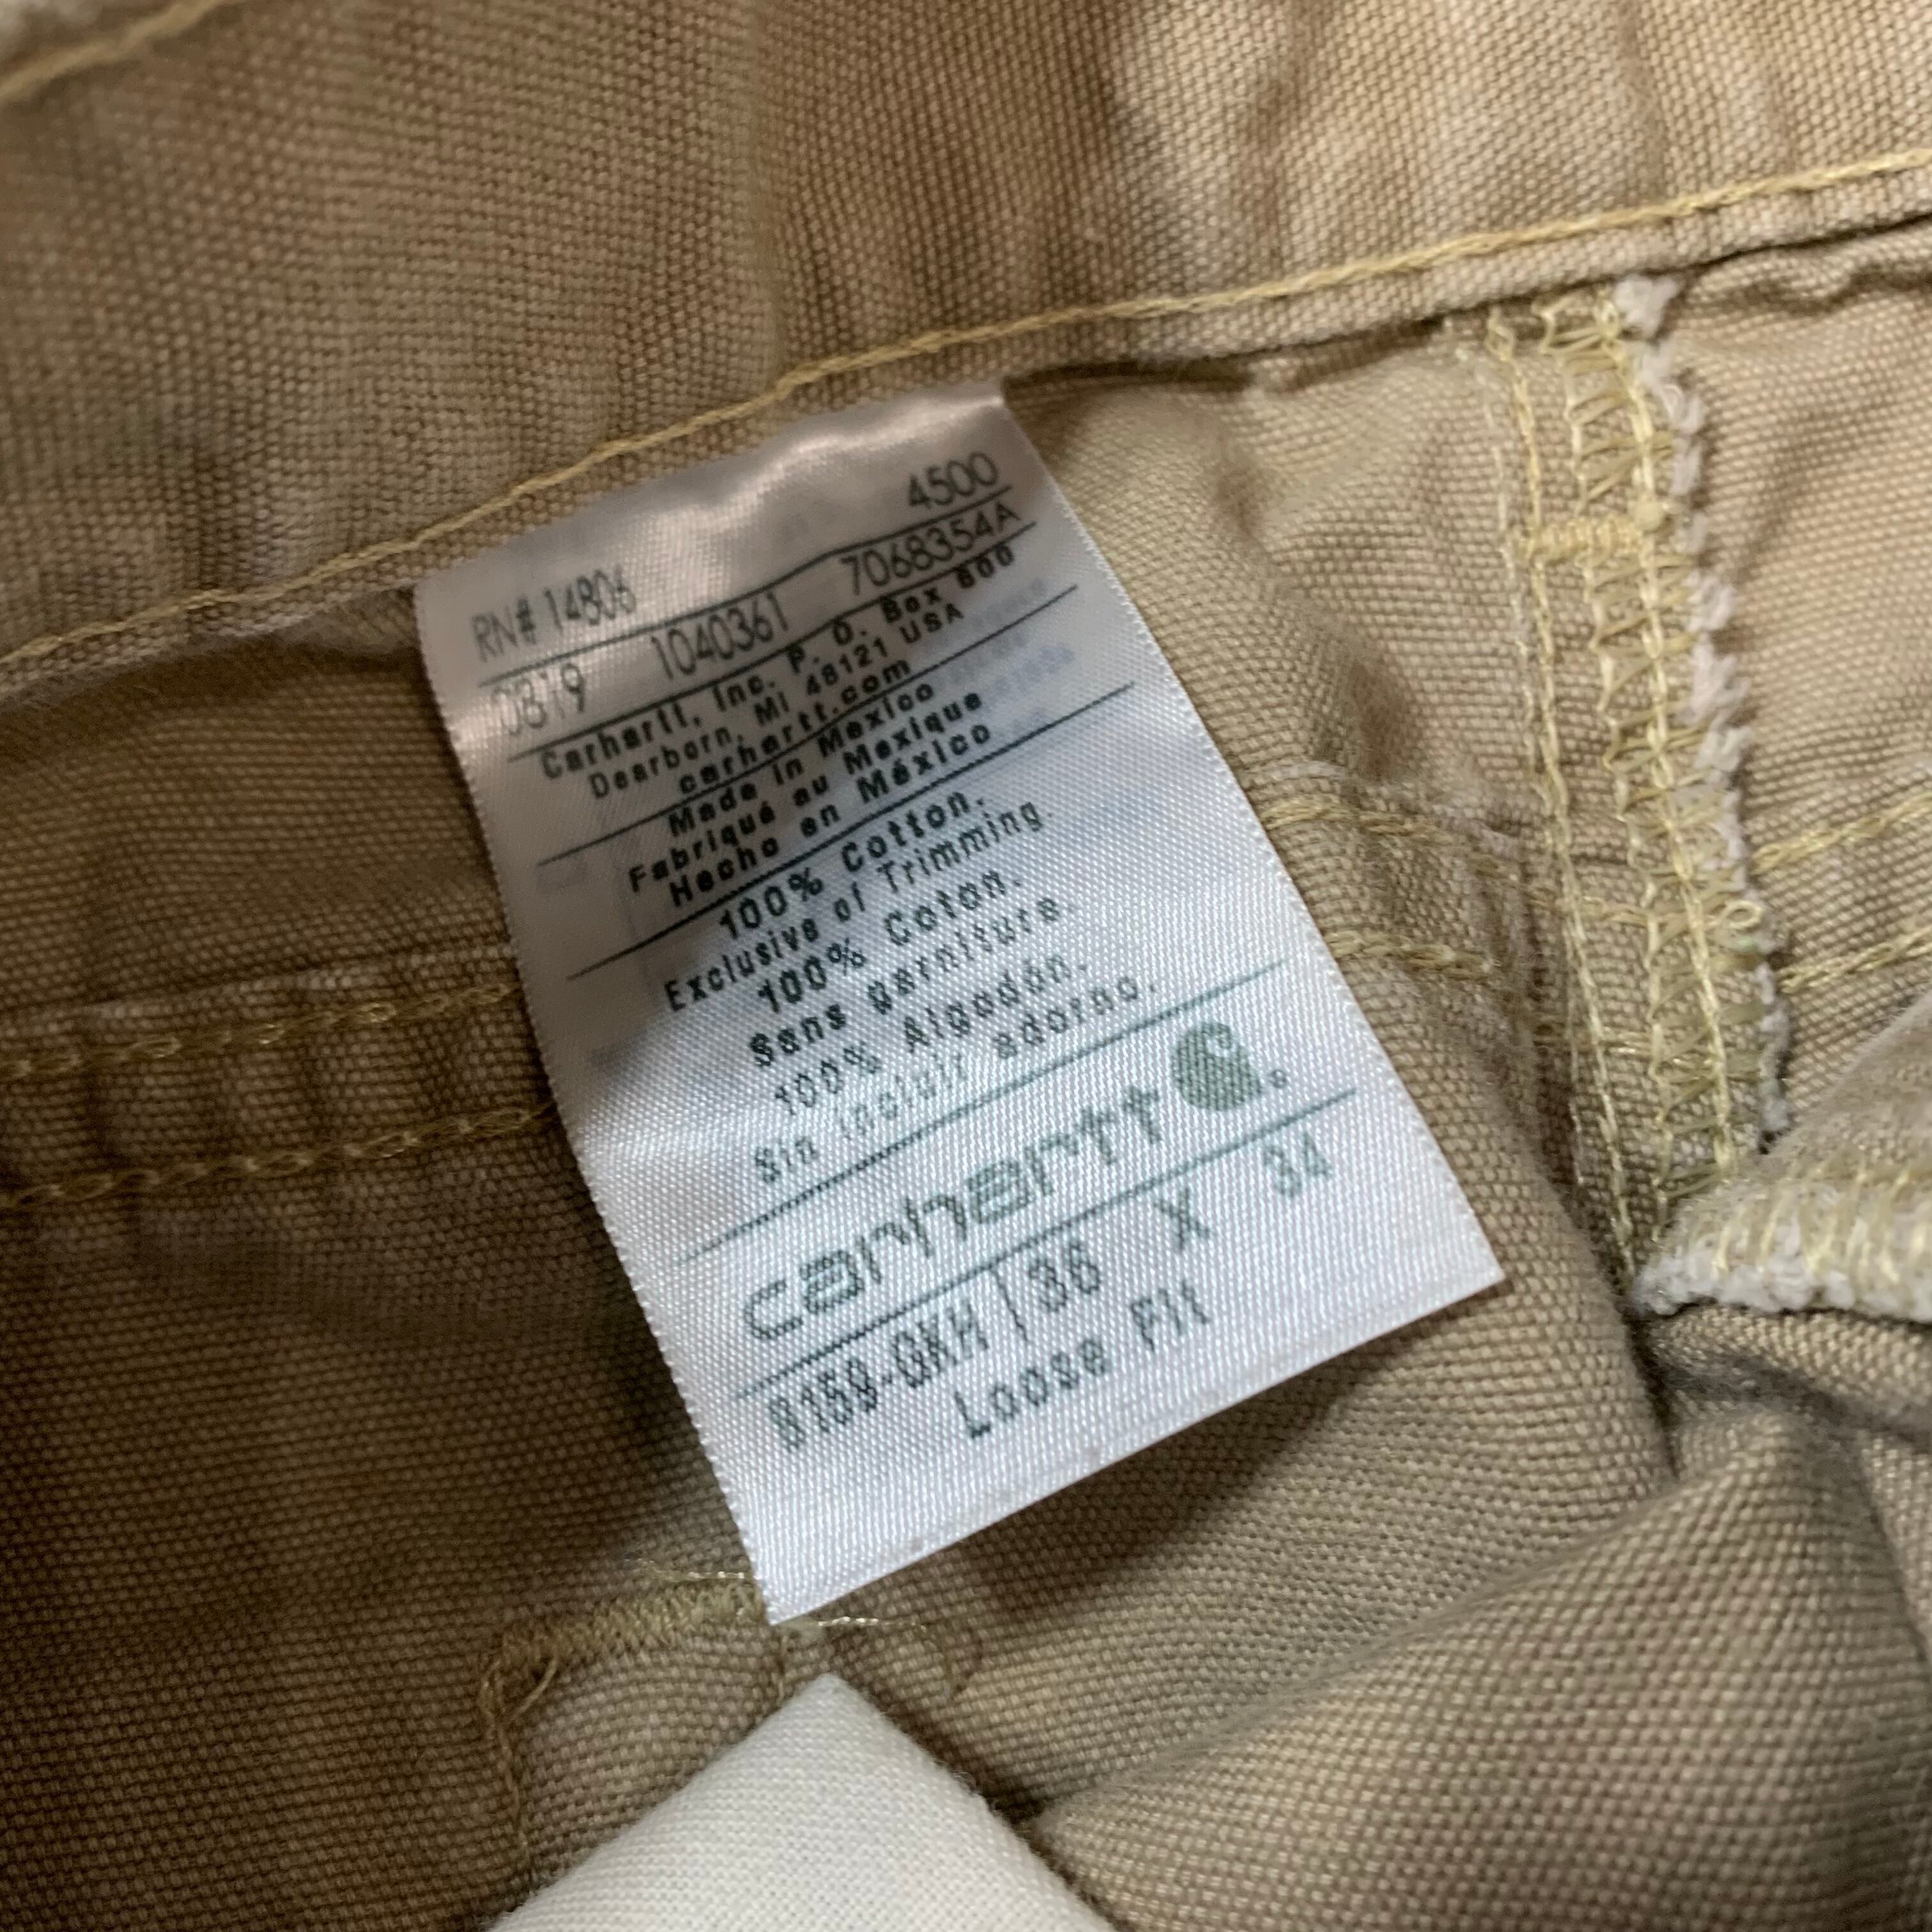 RN# 14806 4500
0819 1040361 7068354A
Carhartt, Inc. P. O. Box 600
Dearborn, MI 48121 USA
carhartt.com
Made in Mexico
Fabriqué au Mexique
Hecho en México
100% Cotton.
Exclusive of Trimming.
100% Coton.
Sans garniture.
100% Algodón.
Sin incluir adorno.
carhartt
8159-GKH 36 X 34
Loose Fit